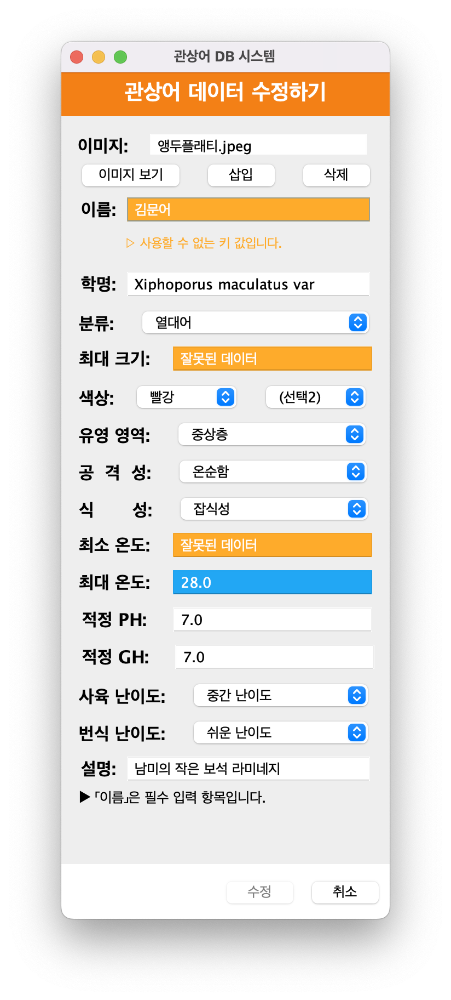 관상어 DB 시스템
관상어 데이터 수정하기
이미지: 앵두플래티.jpeg
이미지 보기 삽입 삭제
이름: 김문어
▷ 사용할 수 없는 키 값입니다.
학명: Xiphoporus maculatus var
분류: 열대어
최대 크기: 잘못된 데이터
색상: 빨강 (선택2)
유영 영역: 중상층
공 격 성: 온순함
식 성: 잡식성
최소 온도: 잘못된 데이터
최대 온도: 28.0
적정 PH: 7.0
적정 GH: 7.0
사육 난이도: 중간 난이도
번식 난이도: 쉬운 난이도
설명: 남미의 작은 보석 라미네지
▶「이름」은 필수 입력 항목입니다.
수정 취소